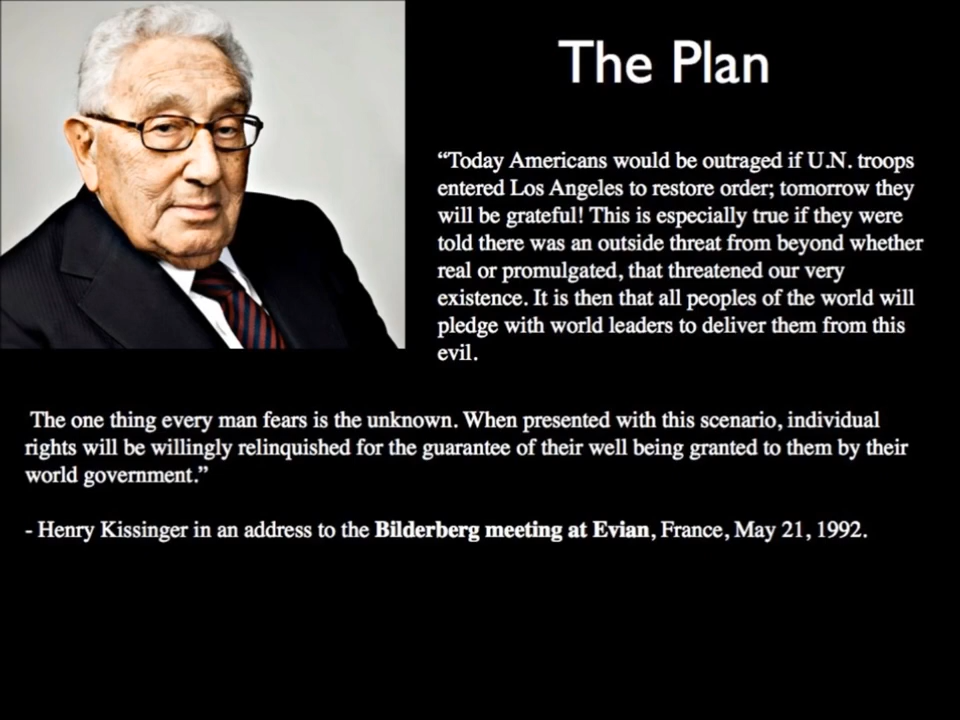 The Plan
“Today Americans would be outraged if U.N. troops
entered Los Angeles to restore order; tomorrow they
will be grateful! This is especially true if they were
told there was an outside threat from beyond whether
real or promulgated, that threatened our very
existence. It is then that all peoples of the world will
pledge with world leaders to deliver them from this
evil.
The one thing every man fears is the unknown. When presented with this scenario, individual
rights will be willingly relinquished for the guarantee of their well being granted to them by their
world government.”
- Henry Kissinger in an address to the Bilderberg meeting at Evian, France, May 21, 1992.